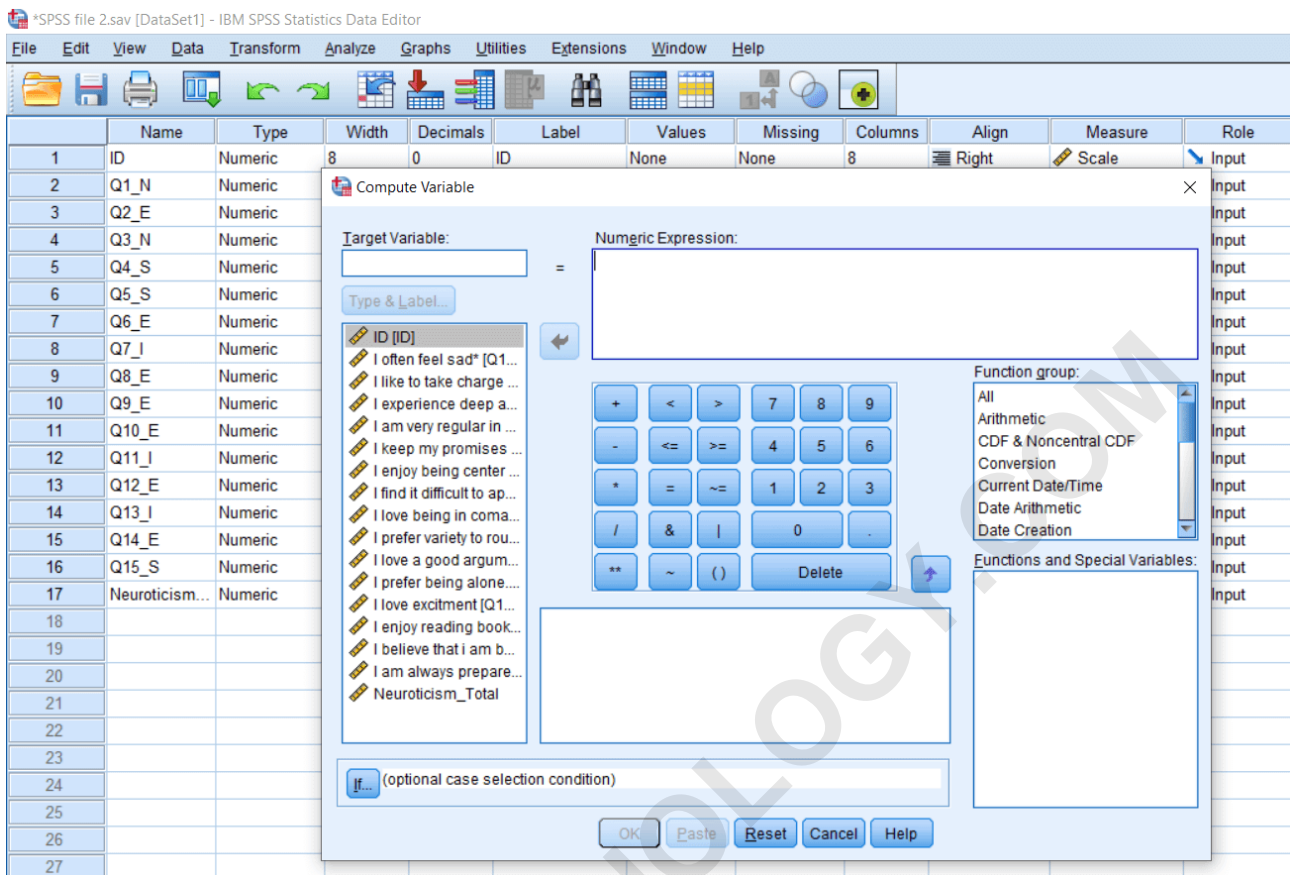 *SPSS file 2.sav [DataSet1] - IBM SPSS Statistics Data Editor
File Edit View Data Transform Analyze Graphs Utilities Extensions Window Help
Name Type Width Decimals Label Values Missing Columns Align Measure Role
1 ID Numeric 8 0 ID None None 8 Right Scale Input
2 Q1_N Numeric Input
3 Q2_E Numeric Input
4 Q3_N Numeric Input
5 Q4_S Numeric Input
6 Q5_S Numeric Input
7 Q6_E Numeric Input
8 Q7_I Numeric Input
9 Q8_E Numeric Input
10 Q9_E Numeric Input
11 Q10_E Numeric Input
12 Q11_I Numeric Input
13 Q12_E Numeric Input
14 Q13_I Numeric Input
15 Q14_E Numeric Input
16 Q15_S Numeric Input
17 Neuroticism... Numeric Input
18
19
20
21
22
23
24
25
26
27
Compute Variable
Target Variable:
=
Numeric Expression:
Type & Label...
ID [ID]
I often feel sad* [Q1...
I like to take charge ...
I experience deep a...
I am very regular in ...
I keep my promises ...
I enjoy being center ...
I find it difficult to ap...
I love being in coma...
I prefer variety to rou...
I love a good argum...
I prefer being alone....
I love excitment [Q1...
I enjoy reading book...
I believe that i am b...
I am always prepare...
Neuroticism_Total
+ < > 7 8 9
- <= >= 4 5 6
* = ~= 1 2 3
/ & | 0 .
** ~ ( ) Delete
Function group:
All
Arithmetic
CDF & Noncentral CDF
Conversion
Current Date/Time
Date Arithmetic
Date Creation
Functions and Special Variables:
If... (optional case selection condition)
OK Paste Reset Cancel Help
OLOGY.COM